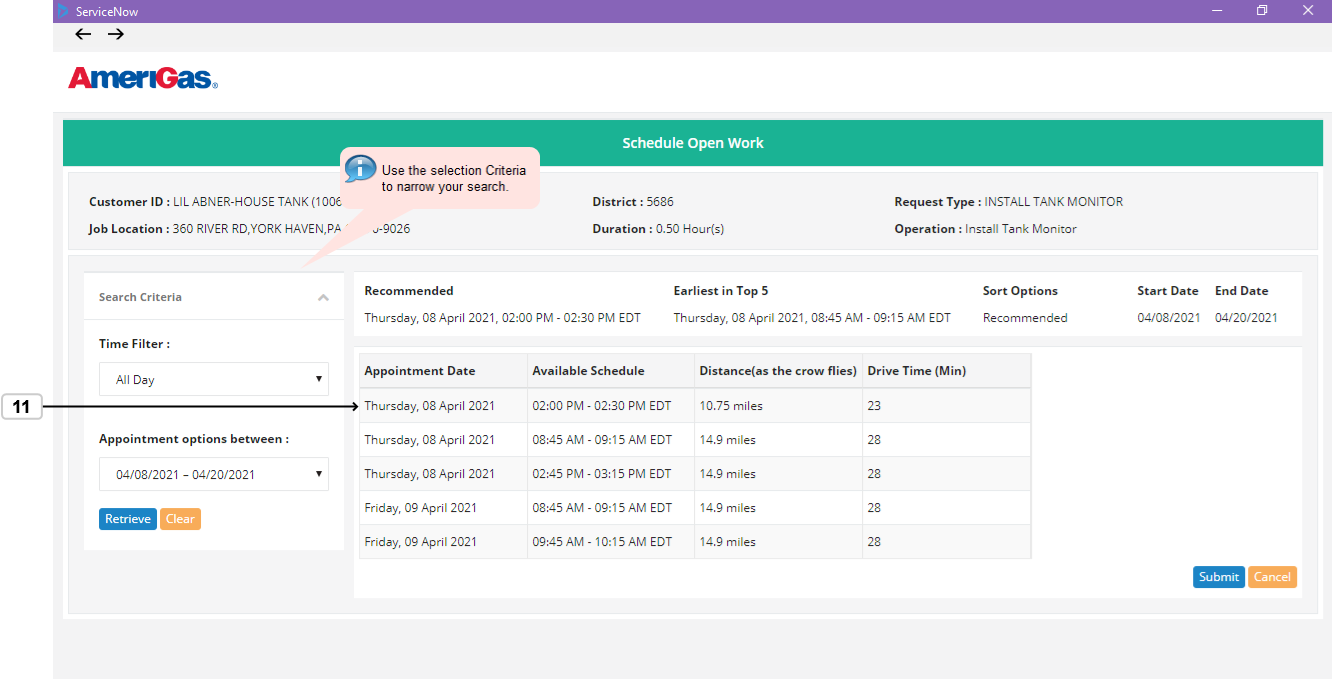 ServiceNow
AmeriGas®
Schedule Open Work
Use the selection Criteria
to narrow your search.
Customer ID : LIL ABNER-HOUSE TANK (1006
District : 5686
Request Type : INSTALL TANK MONITOR
Job Location : 360 RIVER RD,YORK HAVEN,PA 0-9026
Duration : 0.50 Hour(s)
Operation : Install Tank Monitor
Search Criteria
Time Filter :
All Day
Appointment options between :
04/08/2021 – 04/20/2021
Retrieve Clear
Recommended Earliest in Top 5 Sort Options Start Date End Date
Thursday, 08 April 2021, 02:00 PM - 02:30 PM EDT Thursday, 08 April 2021, 08:45 AM - 09:15 AM EDT Recommended 04/08/2021 04/20/2021
Appointment Date Available Schedule Distance(as the crow flies) Drive Time (Min)
11
Thursday, 08 April 2021 02:00 PM - 02:30 PM EDT 10.75 miles 23
Thursday, 08 April 2021 08:45 AM - 09:15 AM EDT 14.9 miles 28
Thursday, 08 April 2021 02:45 PM - 03:15 PM EDT 14.9 miles 28
Friday, 09 April 2021 08:45 AM - 09:15 AM EDT 14.9 miles 28
Friday, 09 April 2021 09:45 AM - 10:15 AM EDT 14.9 miles 28
Submit Cancel